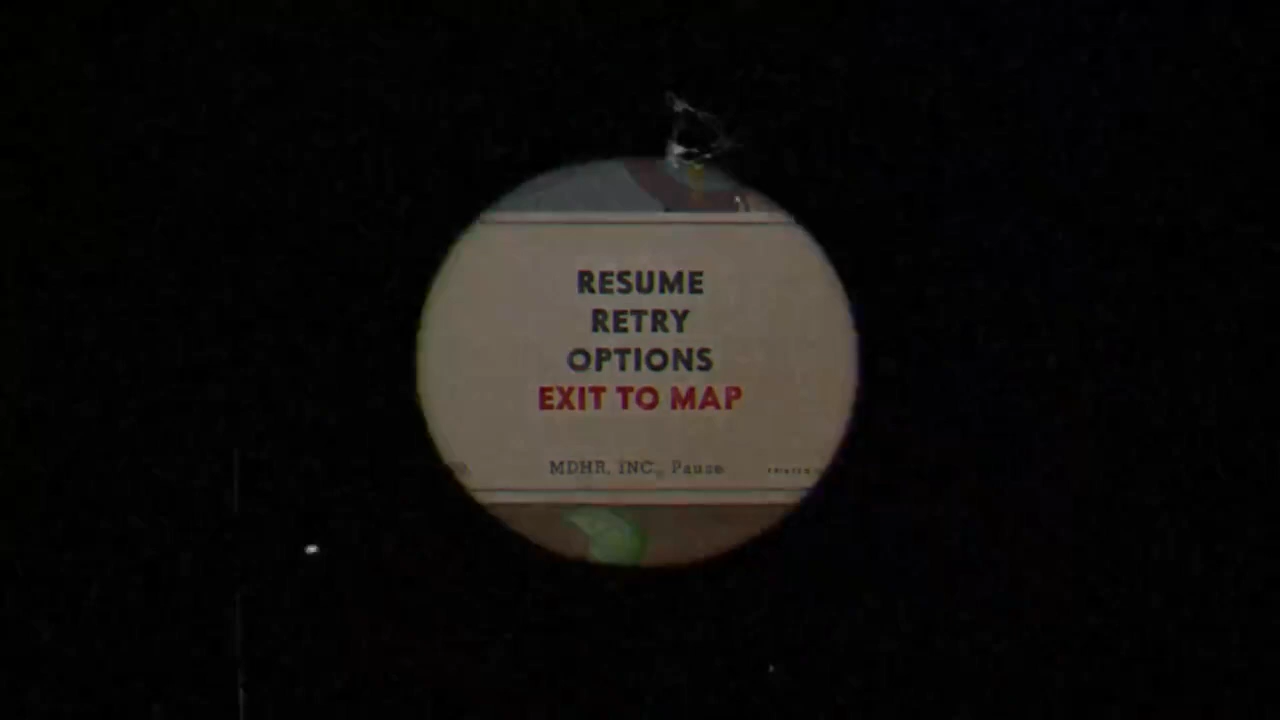 RESUME
RETRY
OPTIONS
EXIT TO MAP
MDHR, INC., Pause